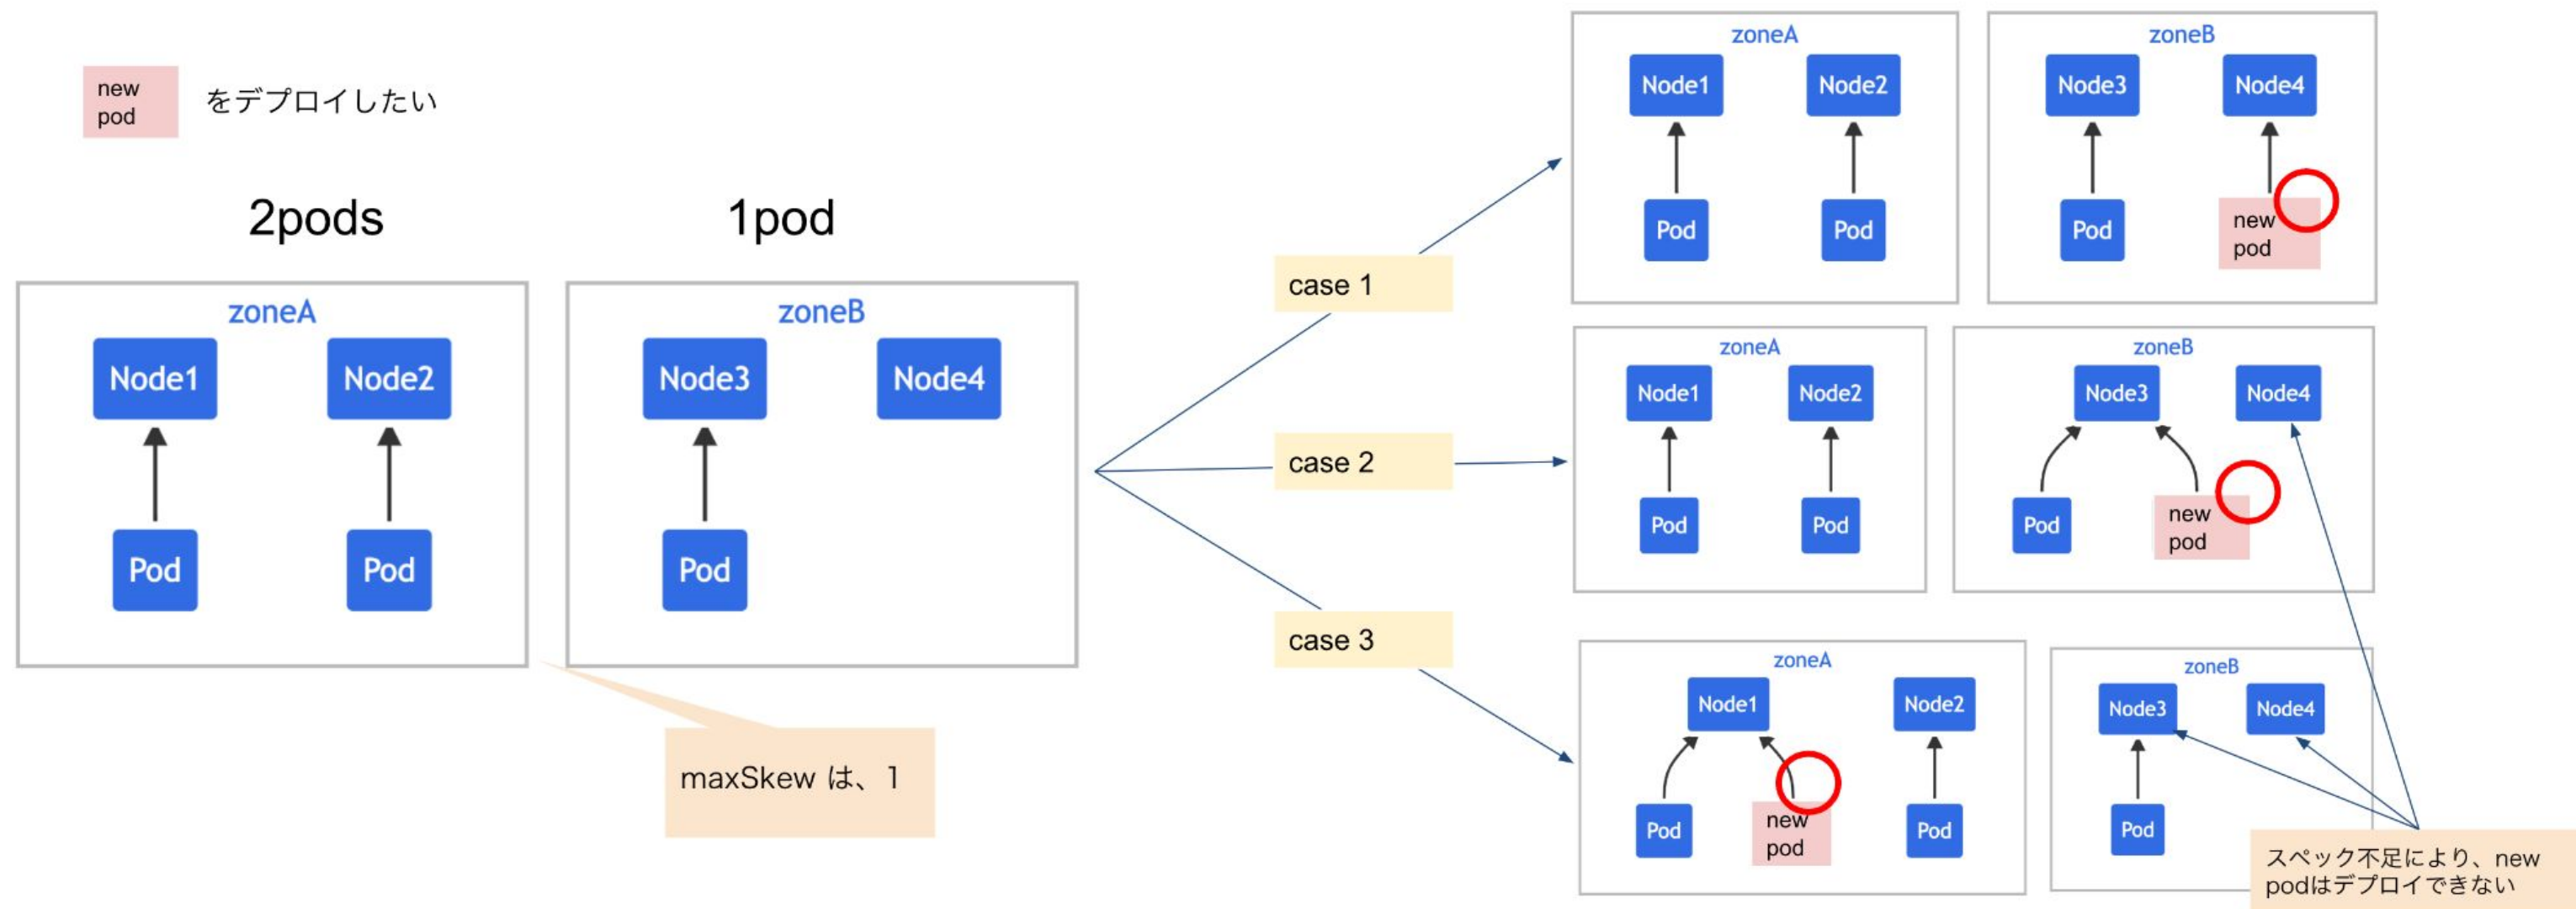 new
pod
をデプロイしたい
2pods
1pod
zoneA
Node1
Node2
Pod
Pod
zoneB
Node3
Node4
Pod
maxSkew は、1
case 1
case 2
case 3
zoneA
Node1
Node2
Pod
Pod
zoneB
Node3
Node4
Pod
new
pod
zoneA
Node1
Node2
Pod
Pod
zoneB
Node3
Node4
Pod
new
pod
zoneA
Node1
Node2
Pod
new
pod
Pod
zoneB
Node3
Node4
Pod
スペック不足により、new
podはデプロイできない